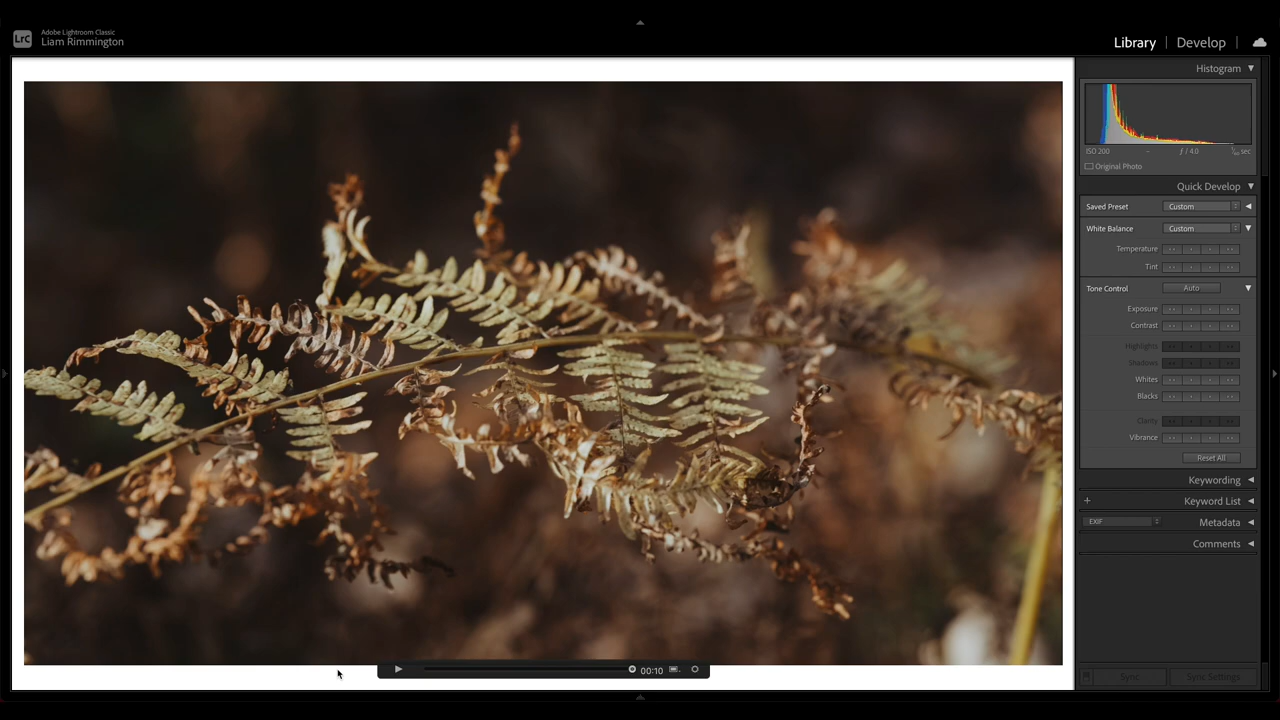 LrC
Adobe Lightroom Classic
Liam Rimmington
Library | Develop |
Histogram
ISO 200 – ƒ / 4.0 sec
Original Photo
Quick Develop
Saved Preset Custom
White Balance Custom
Temperature
Tint
Tone Control Auto
Exposure
Contrast
Highlights
Shadows
Whites
Blacks
Clarity
Vibrance
Reset All
Keywording
+ Keyword List
EXIF Metadata
Comments
00:10
Sync Sync Settings